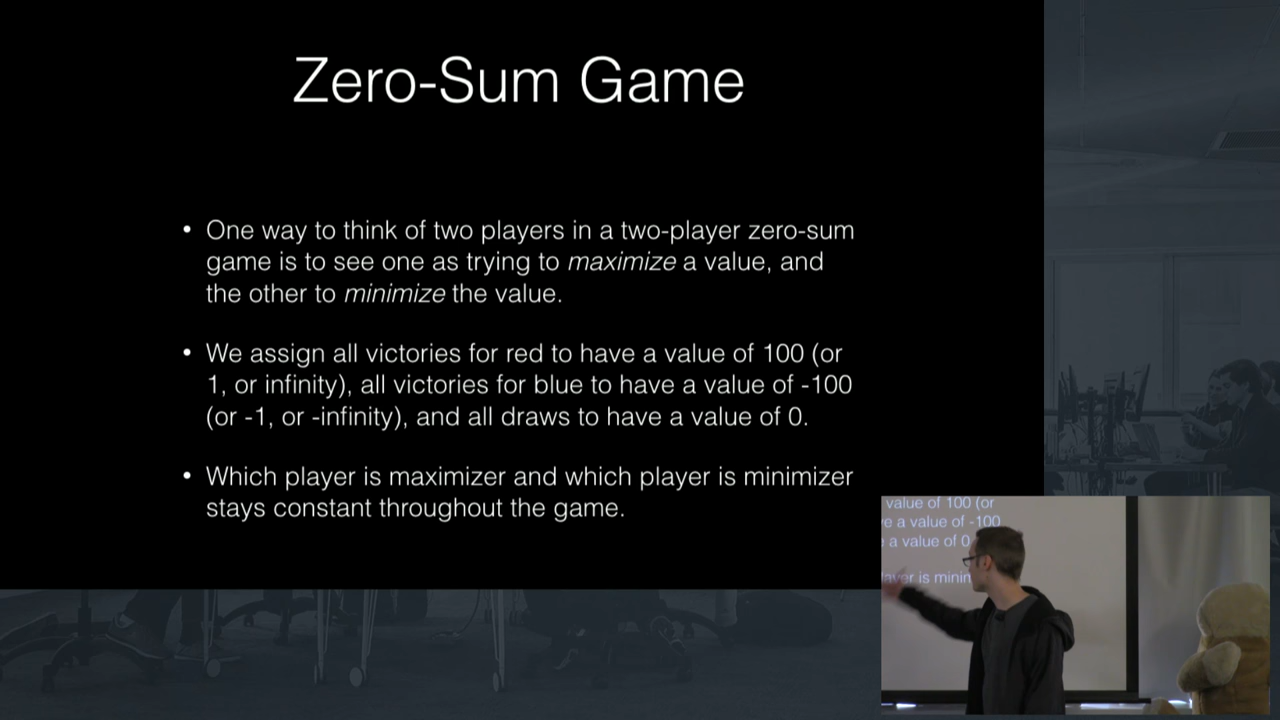 Zero-Sum Game
• One way to think of two players in a two-player zero-sum
game is to see one as trying to maximize a value, and
the other to minimize the value.
• We assign all victories for red to have a value of 100 (or
1, or infinity), all victories for blue to have a value of -100
(or -1, or -infinity), and all draws to have a value of 0.
• Which player is maximizer and which player is minimizer
stays constant throughout the game.
value of 100 (or
e a value of -100
a value of 0
layer is minim